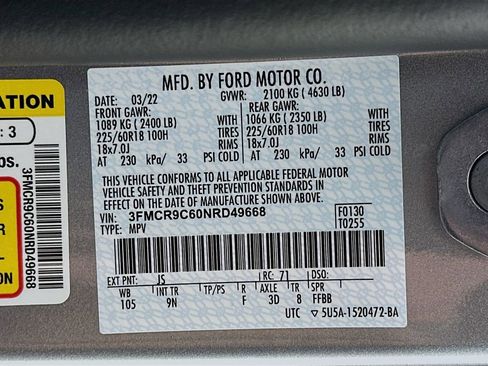 ATION
: 3
bs.
3FMCR9C60NRD49668
MFD. BY FORD MOTOR CO.
DATE: 03/22 GVWR: 2100 KG ( 4630 LB)
FRONT GAWR: REAR GAWR:
1089 KG ( 2400 LB) WITH 1066 KG ( 2350 LB) WITH
225/60R18 100H TIRES 225/60R18 100H TIRES
18x7.0J RIMS 18x7.0J RIMS
AT 230 kPa/ 33 PSI COLD AT 230 kPa/ 33 PSI COLD
THIS VEHICLE CONFORMS TO ALL APPLICABLE FEDERAL MOTOR
VEHICLE SAFETY AND THEFT PREVENTION STANDARDS IN
EFFECT ON THE DATE OF MANUFACTURE SHOWN ABOVE.
VIN: 3FMCR9C60NRD49668 F0130
TYPE: MPV T0255
EXT PNT: JS RC: 71 DSO:
WB INT TR TP/PS R AXLE TR SPR
105 9N F 3D 8 FFBB
UTC 5U5A-1520472-BA